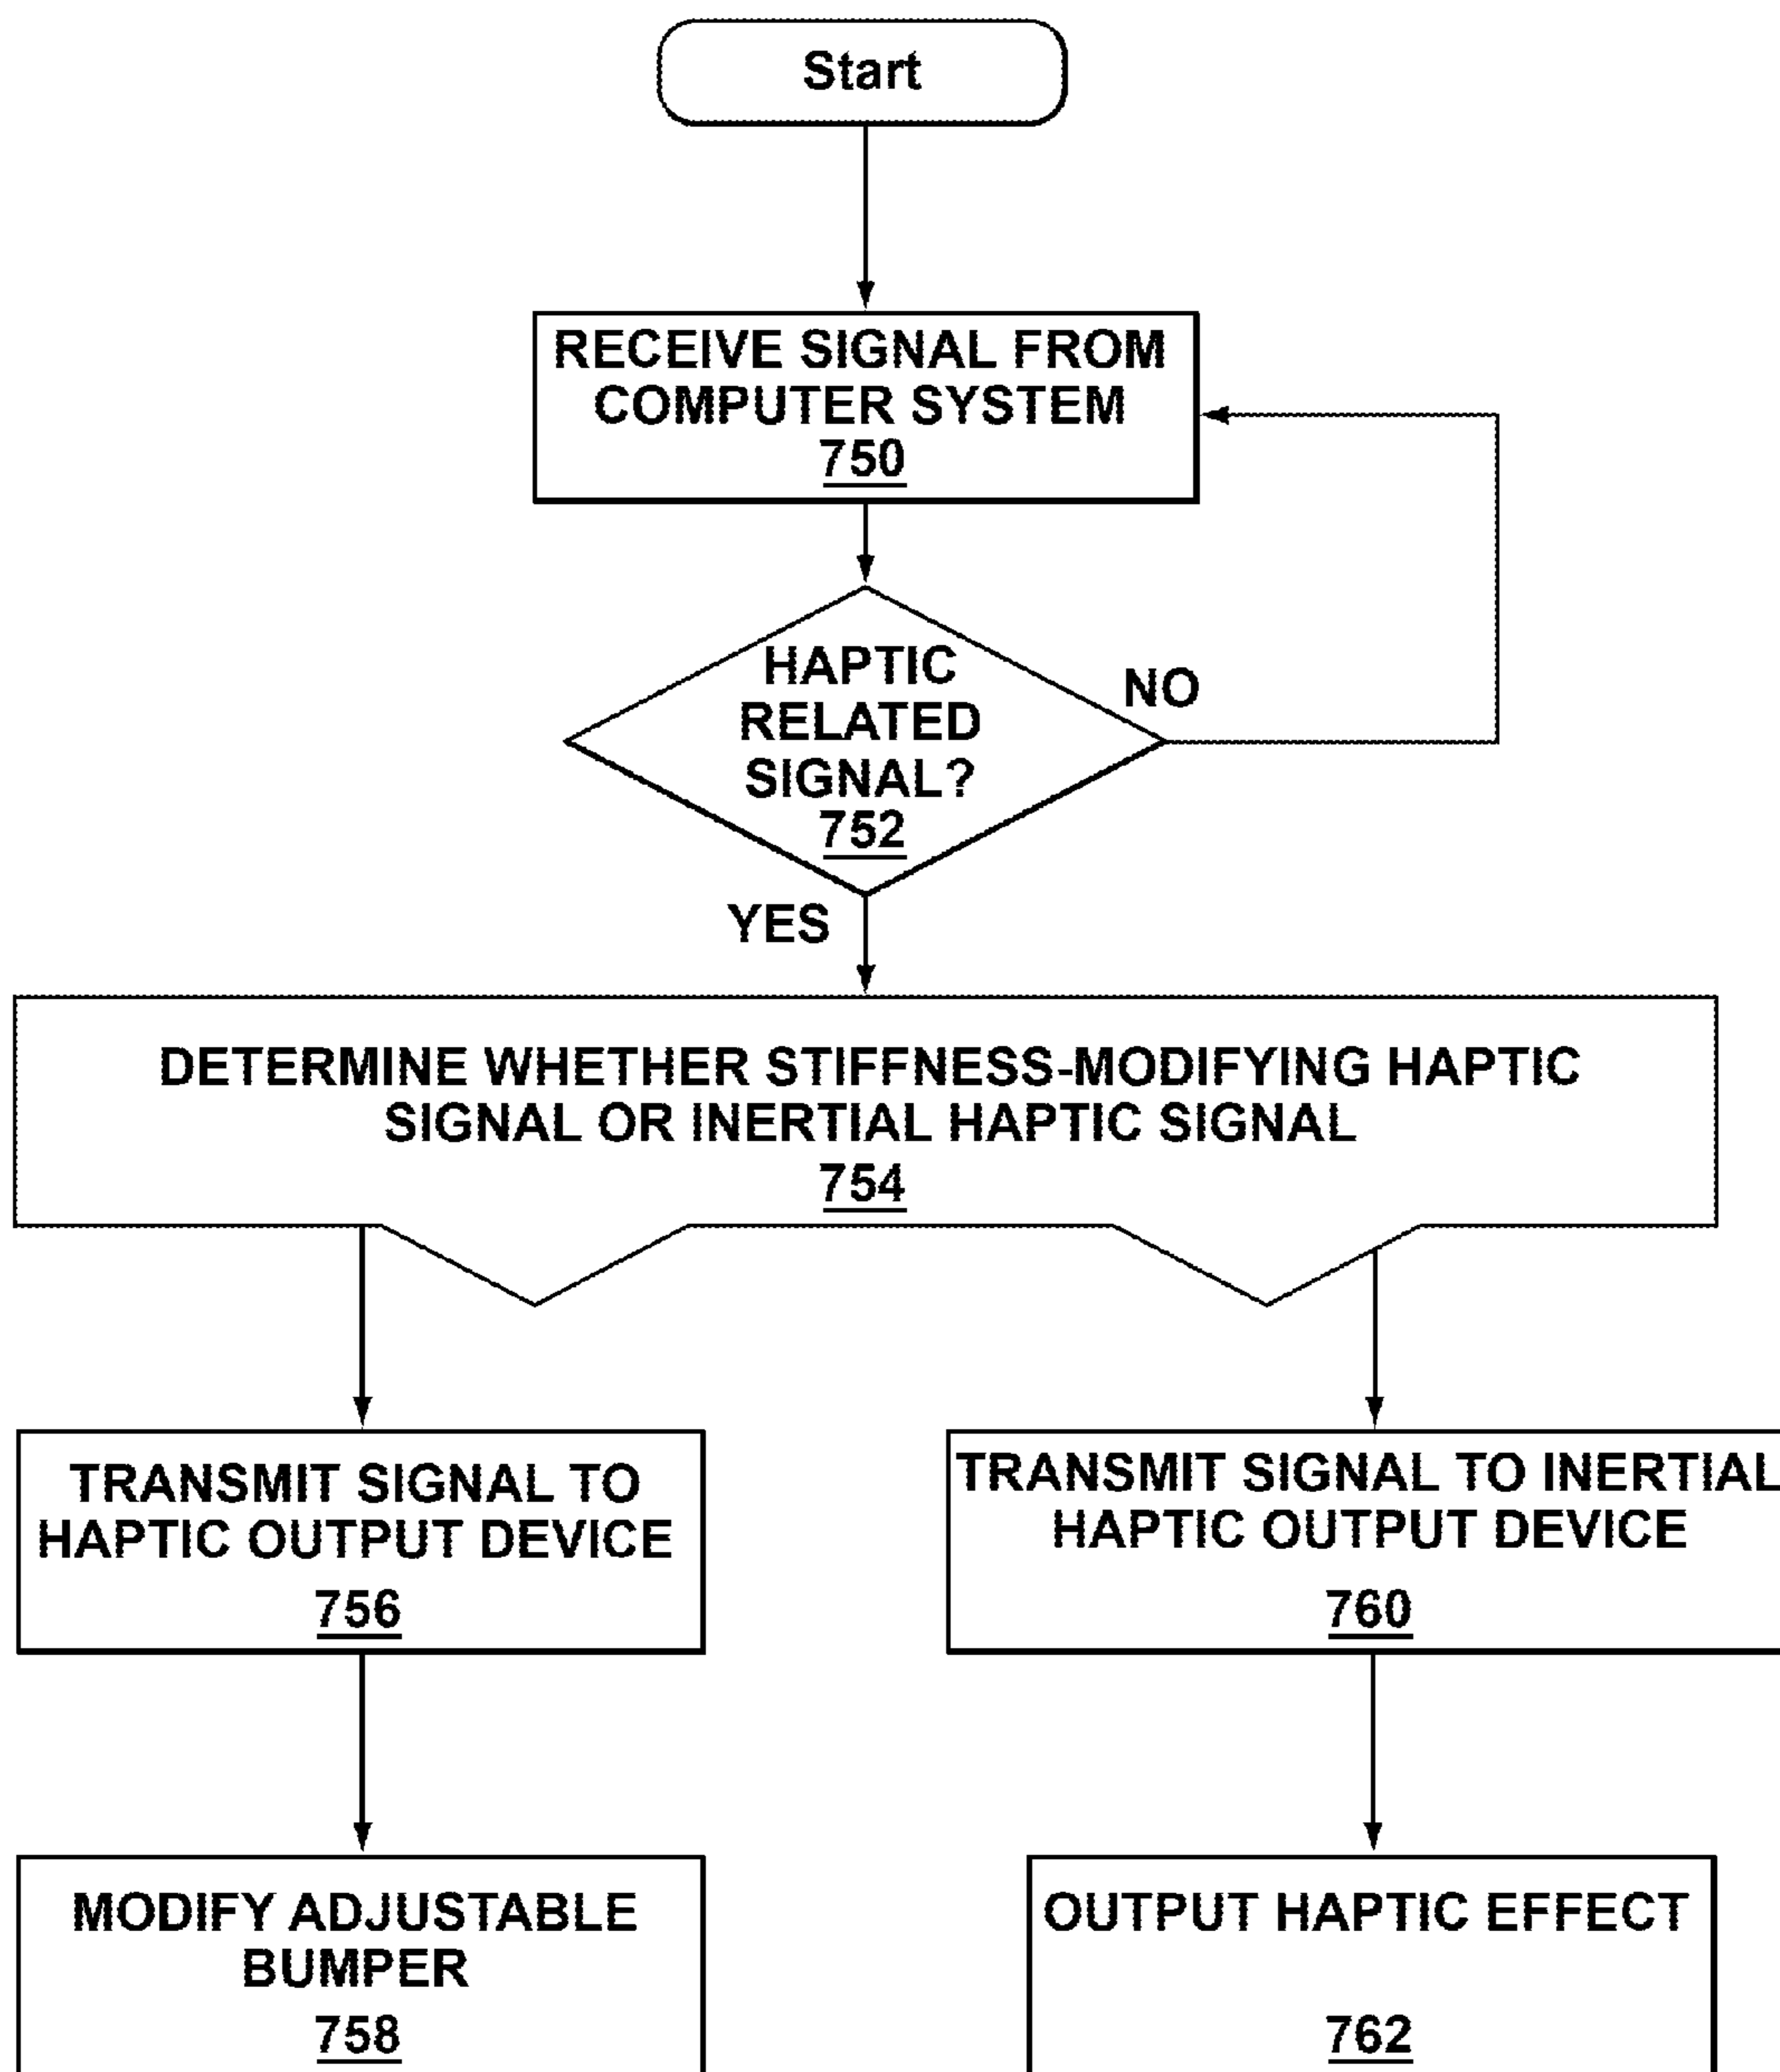 Start
RECEIVE SIGNAL FROM
COMPUTER SYSTEM
750
HAPTIC
RELATED
SIGNAL?
752
NO
YES
DETERMINE WHETHER STIFFNESS-MODIFYING HAPTIC
SIGNAL OR INERTIAL HAPTIC SIGNAL
754
TRANSMIT SIGNAL TO
HAPTIC OUTPUT DEVICE
756
TRANSMIT SIGNAL TO INERTIAL
HAPTIC OUTPUT DEVICE
760
MODIFY ADJUSTABLE
BUMPER
758
OUTPUT HAPTIC EFFECT
762